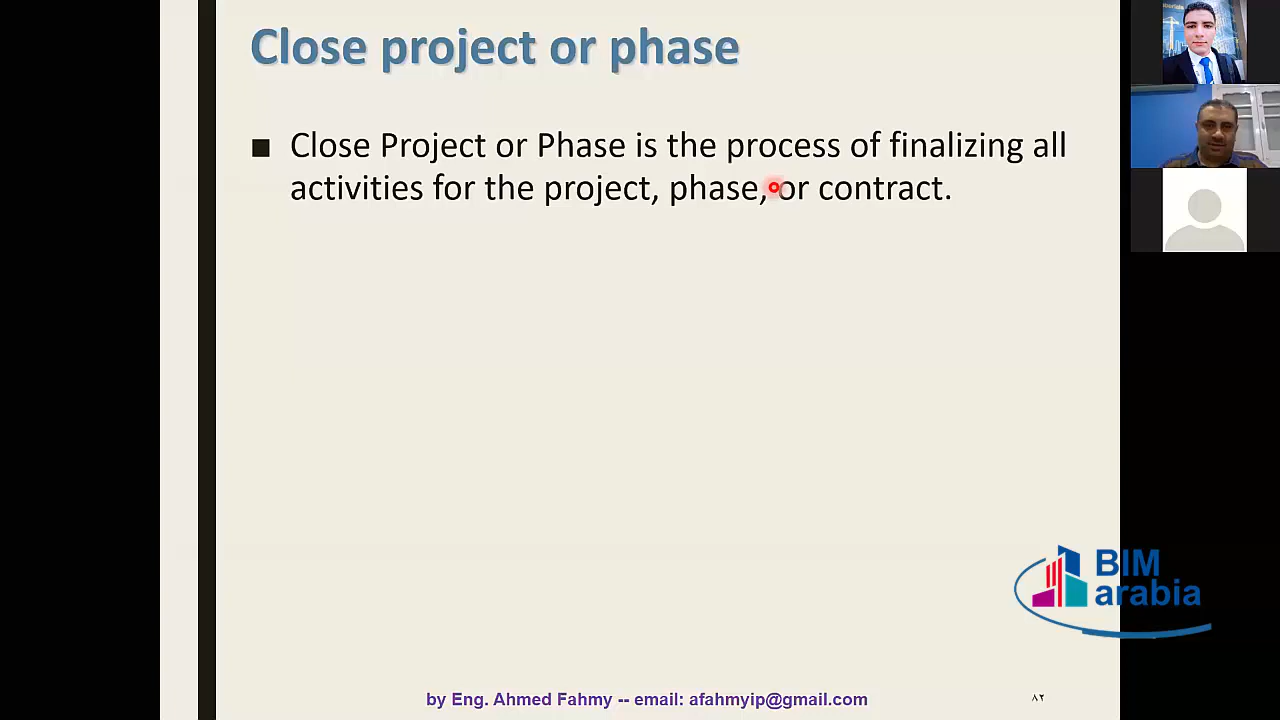 Close project or phase
■ Close Project or Phase is the process of finalizing all
activities for the project, phase, or contract.
BIM
arabia
by Eng. Ahmed Fahmy -- email: afahmyip@gmail.com
٨٢